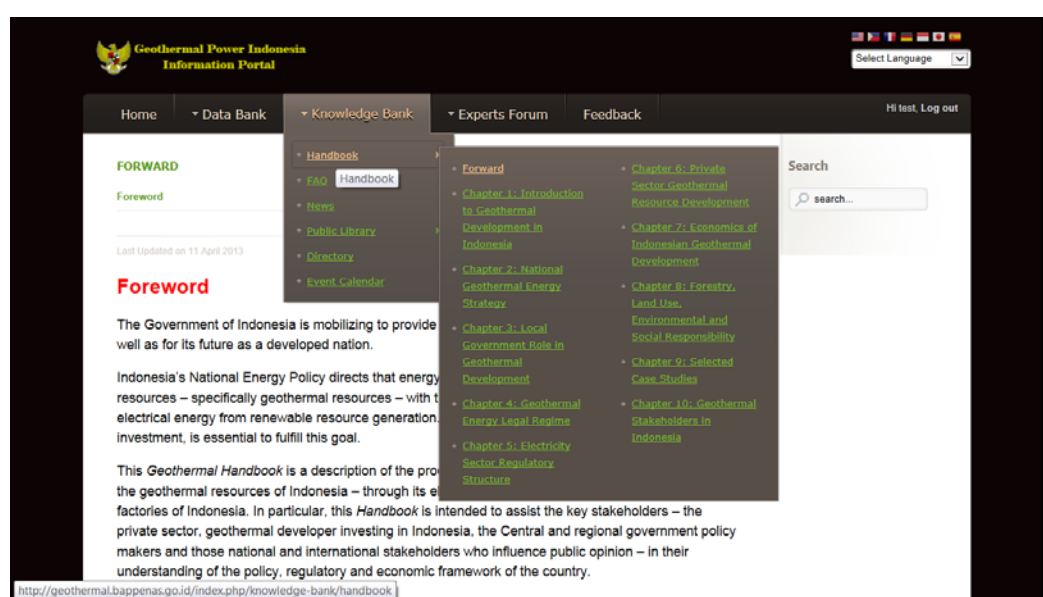 Geothermal Power Indonesia
Information Portal
Select Language
Home
Data Bank
Knowledge Bank
Experts Forum
Feedback
Hi test, Log out
FORWARD
Foreword
Last Updated on 11 April 2013
Handbook
FAQ
Handbook
News
Public Library
Directory
Event Calendar
Forward
Chapter 1: Introduction
to Geothermal
Development in
Indonesia
Chapter 2: National
Geothermal Energy
Strategy
Chapter 3: Local
Government Role in
Geothermal
Development
Chapter 4: Geothermal
Energy Legal Regime
Chapter 5: Electricity
Sector Regulatory
Structure
Chapter 6: Private
Sector Geothermal
Resource Development
Chapter 7: Economics of
Indonesian Geothermal
Development
Chapter 8: Forestry,
Land Use,
Environmental and
Social Responsibility
Chapter 9: Selected
Case Studies
Chapter 10: Geothermal
Stakeholders in
Indonesia
Search
search...
Foreword
The Government of Indonesia is mobilizing to provide
well as for its future as a developed nation.
Indonesia's National Energy Policy directs that energy
resources – specifically geothermal resources – with
electrical energy from renewable resource generation.
investment, is essential to fulfill this goal.
This Geothermal Handbook is a description of the
the geothermal resources of Indonesia – through its
factories of Indonesia. In particular, this Handbook is intended to assist the key stakeholders – the
private sector, geothermal developer investing in Indonesia, the Central and regional government policy
makers and those national and international stakeholders who influence public opinion – in their
understanding of the policy, regulatory and economic framework of the country.
http://geothermal.bappenas.go.id/index.php/knowledge-bank/handbook